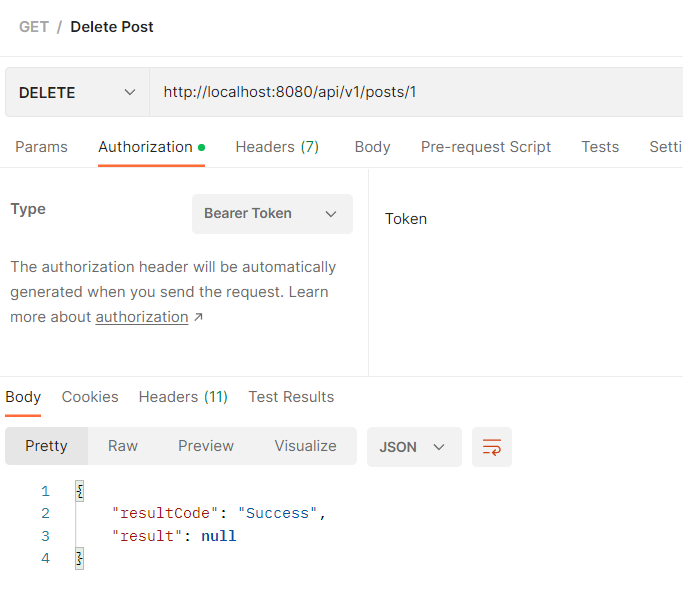 GET / Delete Post
DELETE http://localhost:8080/api/v1/posts/1
Params Authorization Headers (7) Body Pre-request Script Tests Setti
Type Bearer Token
Token
The authorization header will be automatically
generated when you send the request. Learn
more about authorization ↗
Body Cookies Headers (11) Test Results
Pretty Raw Preview Visualize JSON
1 {
2 "resultCode": "Success",
3 "result": null
4 }